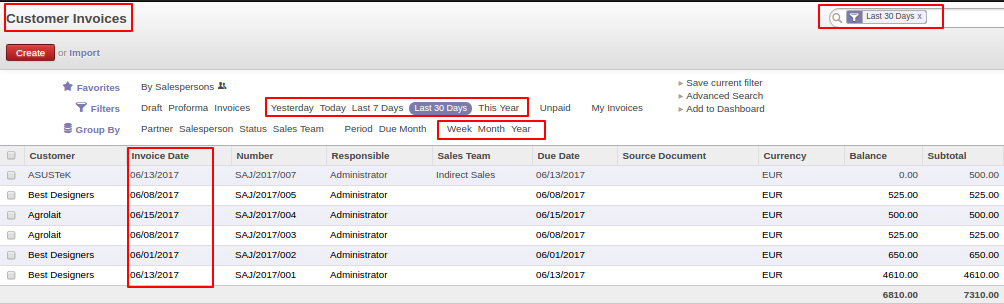 Customer Invoices
Last 30 Days x
Create or Import
Favorites By Salespersons
Save current filter
Filters Draft Proforma Invoices Yesterday Today Last 7 Days Last 30 Days This Year Unpaid My Invoices
Advanced Search
Add to Dashboard
Group By Partner Salesperson Status Sales Team Period Due Month Week Month Year
Customer Invoice Date Number Responsible Sales Team Due Date Source Document Currency Balance Subtotal
ASUSTeK 06/13/2017 SAJ/2017/007 Administrator Indirect Sales 06/13/2017 EUR 0.00 500.00
Best Designers 06/08/2017 SAJ/2017/005 Administrator 06/08/2017 EUR 525.00 525.00
Agrolait 06/15/2017 SAJ/2017/004 Administrator 06/15/2017 EUR 500.00 500.00
Agrolait 06/08/2017 SAJ/2017/003 Administrator 06/08/2017 EUR 525.00 525.00
Best Designers 06/01/2017 SAJ/2017/002 Administrator 06/01/2017 EUR 650.00 650.00
Best Designers 06/13/2017 SAJ/2017/001 Administrator 06/13/2017 EUR 4610.00 4610.00
6810.00 7310.00